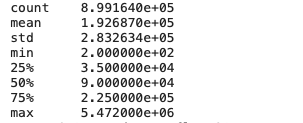 count 8.991640e+05
mean 1.926870e+05
std 2.832634e+05
min 2.000000e+02
25% 3.500000e+04
50% 9.000000e+04
75% 2.250000e+05
max 5.472000e+06